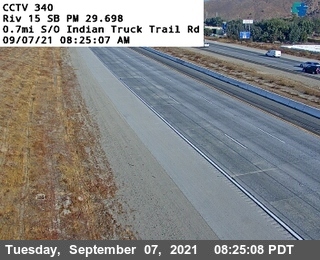 CCTV 340
Riv 15 SB PM 29.698
0.7mi S/O Indian Truck Trail Rd
09/07/21 08:25:07 AM
Tuesday, September 07, 2021 08:25:08 PDT